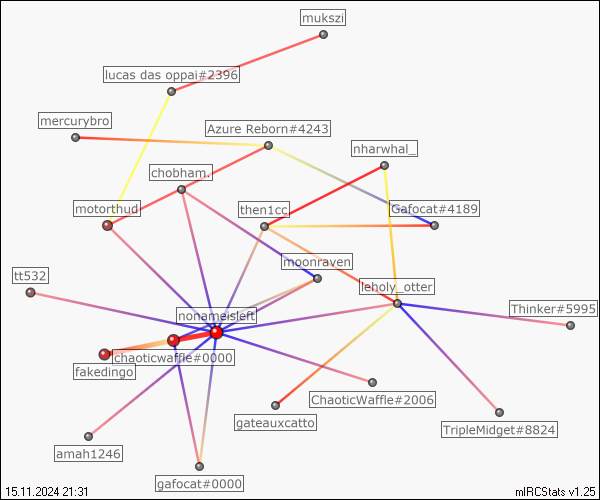 mukszi
lucas das oppai#2396
mercurybro
Azure Reborn#4243
nharwhal_
chobham.
motorthud
then1cc
Gafocat#4189
moonraven
tt532
leholy_otter
nonameisleft
Thinker#5995
chaoticwaffle#0000
fakedingo
ChaoticWaffle#2006
gateauxcatto
TripleMidget#8824
amah1246
gafocat#0000
15.11.2024 21:31
mIRCStats v1.25